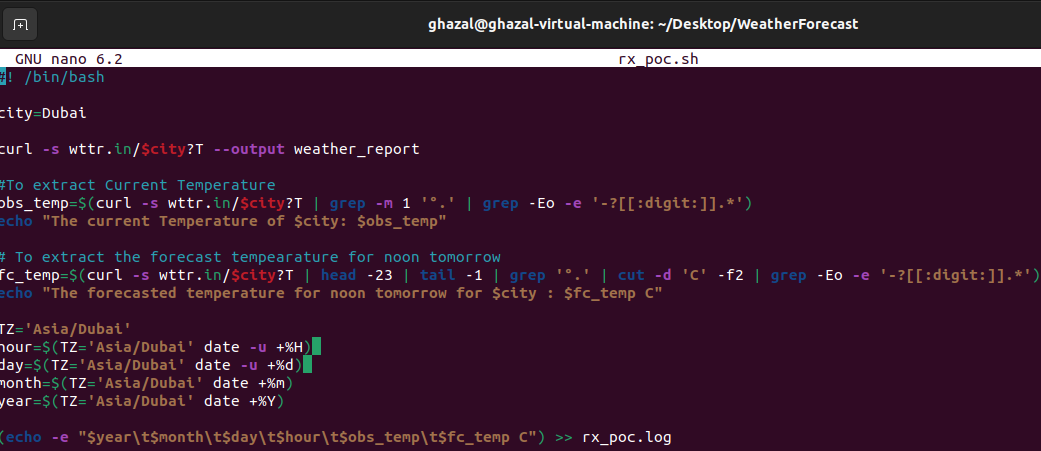 ghazal@ghazal-virtual-machine: ~/Desktop/WeatherForecast
GNU nano 6.2 rx_poc.sh
#! /bin/bash
city=Dubai
curl -s wttr.in/$city?T --output weather_report
#To extract Current Temperature
obs_temp=$(curl -s wttr.in/$city?T | grep -m 1 '°.' | grep -Eo -e '-?[[:digit:]].*')
echo "The current Temperature of $city: $obs_temp"
# To extract the forecast tempearature for noon tomorrow
fc_temp=$(curl -s wttr.in/$city?T | head -23 | tail -1 | grep '°.' | cut -d 'C' -f2 | grep -Eo -e '-?[[:digit:]].*')
echo "The forecasted temperature for noon tomorrow for $city : $fc_temp C"
TZ='Asia/Dubai'
hour=$(TZ='Asia/Dubai' date -u +%H)
day=$(TZ='Asia/Dubai' date -u +%d)
month=$(TZ='Asia/Dubai' date +%m)
year=$(TZ='Asia/Dubai' date +%Y)
(echo -e "$year\t$month\t$day\t$hour\t$obs_temp\t$fc_temp C") >> rx_poc.log